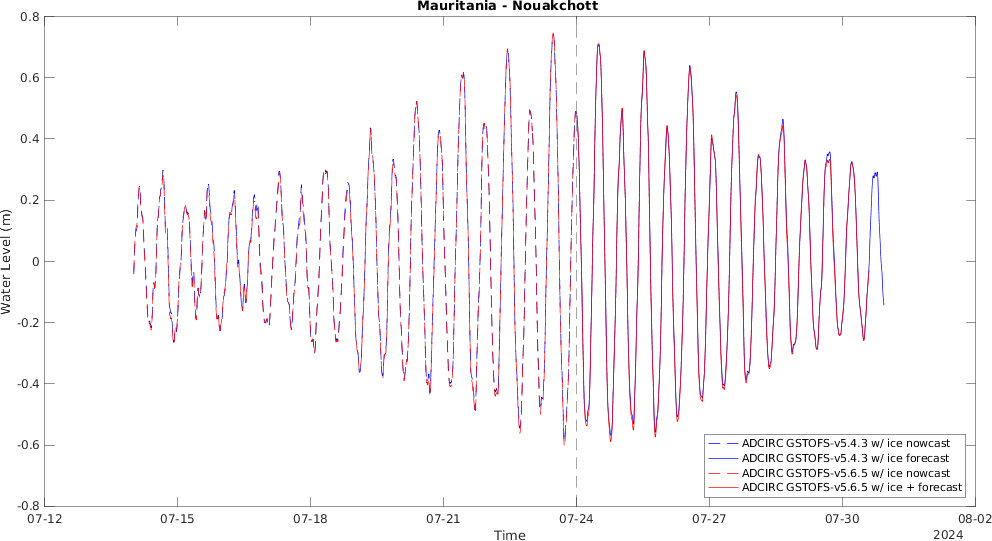 Mauritania - Nouakchott
0.8
0.6
0.4
0.2
0
-0.2
-0.4
-0.6
-0.8
Water Level (m)
07-12
07-15
07-18
07-21
07-24
07-27
07-30
08-02
Time
2024
ADCIRC GSTOFS-v5.4.3 w/ ice nowcast
ADCIRC GSTOFS-v5.4.3 w/ ice forecast
ADCIRC GSTOFS-v5.6.5 w/ ice nowcast
ADCIRC GSTOFS-v5.6.5 w/ ice + forecast